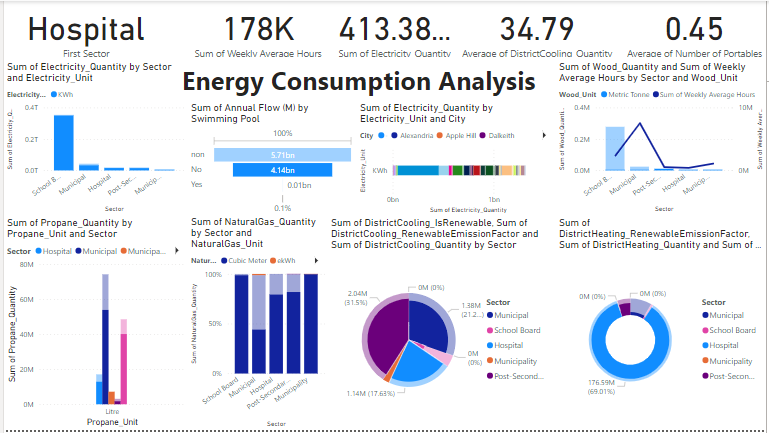 Hospital
First Sector
178K
Sum of Weekly Average Hours
413.38...
Sum of Electricity_Quantity
34.79
Average of DistrictCooling_Quantity
0.45
Average of Number of Portables
Energy Consumption Analysis
Sum of Electricity_Quantity by Sector
and Electricity_Unit
Electricity... KWh
Sum of Electricity_Q...
0.4T
0.2T
0.0T
School B...
Municipal
Hospital
Post-Sec...
Municip...
Sector
Sum of Annual Flow (M) by
Swimming Pool
100%
non
5.71bn
No
4.14bn
Yes
0.01bn
0.1%
Sum of Electricity_Quantity by
Electricity_Unit and City
City Alexandria Apple Hill Dalkeith
Electricity_Unit
KWh
0bn
1bn
Sum of Electricity_Quantity
Sum of Wood_Quantity and Sum of Weekly
Average Hours by Sector and Wood_Unit
Wood_Unit Metric Tonne Sum of Weekly Average Hours
Sum of Wood_Quant...
0.4M
0.2M
0.0M
10M
0M
Sum of Weekly Aver...
School B...
Municipal
Post-Sec...
Hospital
Municip...
Sector
Sum of Propane_Quantity by
Propane_Unit and Sector
Sector Hospital Municipal Municipa...
Sum of Propane_Quantity
80M
60M
40M
20M
0M
Litre
Propane_Unit
Sum of NaturalGas_Quantity
by Sector and
NaturalGas_Unit
Natur... Cubic Meter ekWh
Sum of NaturalGas_Quantity
100%
50%
0%
School Board
Municipal
Hospital
Post-Secondar...
Municipality
Sector
Sum of DistrictCooling_IsRenewable, Sum of
DistrictCooling_RenewableEmissionFactor and
Sum of DistrictCooling_Quantity by Sector
0M (0%)
2.04M
(31.5%)
1.38M
(21.2...)
0M
(0%)
1.14M (17.63%)
Sector
Municipal
School Board
Hospital
Municipality
Post-Second...
Sum of
DistrictHeating_RenewableEmissionFactor,
Sum of DistrictHeating_Quantity and Sum of ...
0M (0%)
0M (0%)
176.59M
(69.01%)
Sector
Municipal
School Board
Hospital
Municipality
Post-Secon...